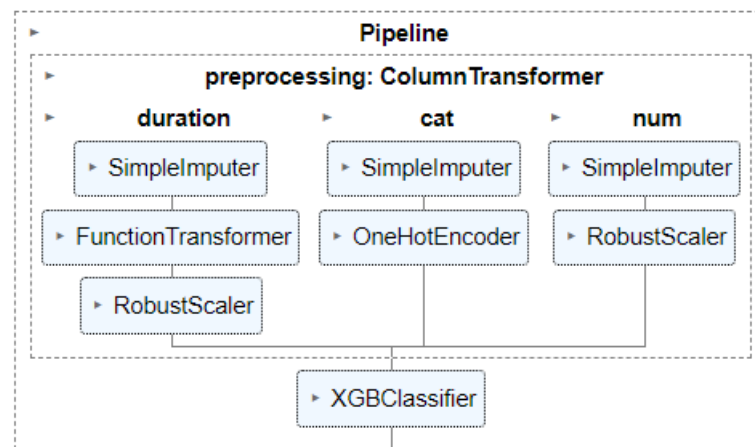 Pipeline
preprocessing: ColumnTransformer
duration
cat
num
SimpleImputer
SimpleImputer
SimpleImputer
FunctionTransformer
OneHotEncoder
RobustScaler
RobustScaler
XGBClassifier